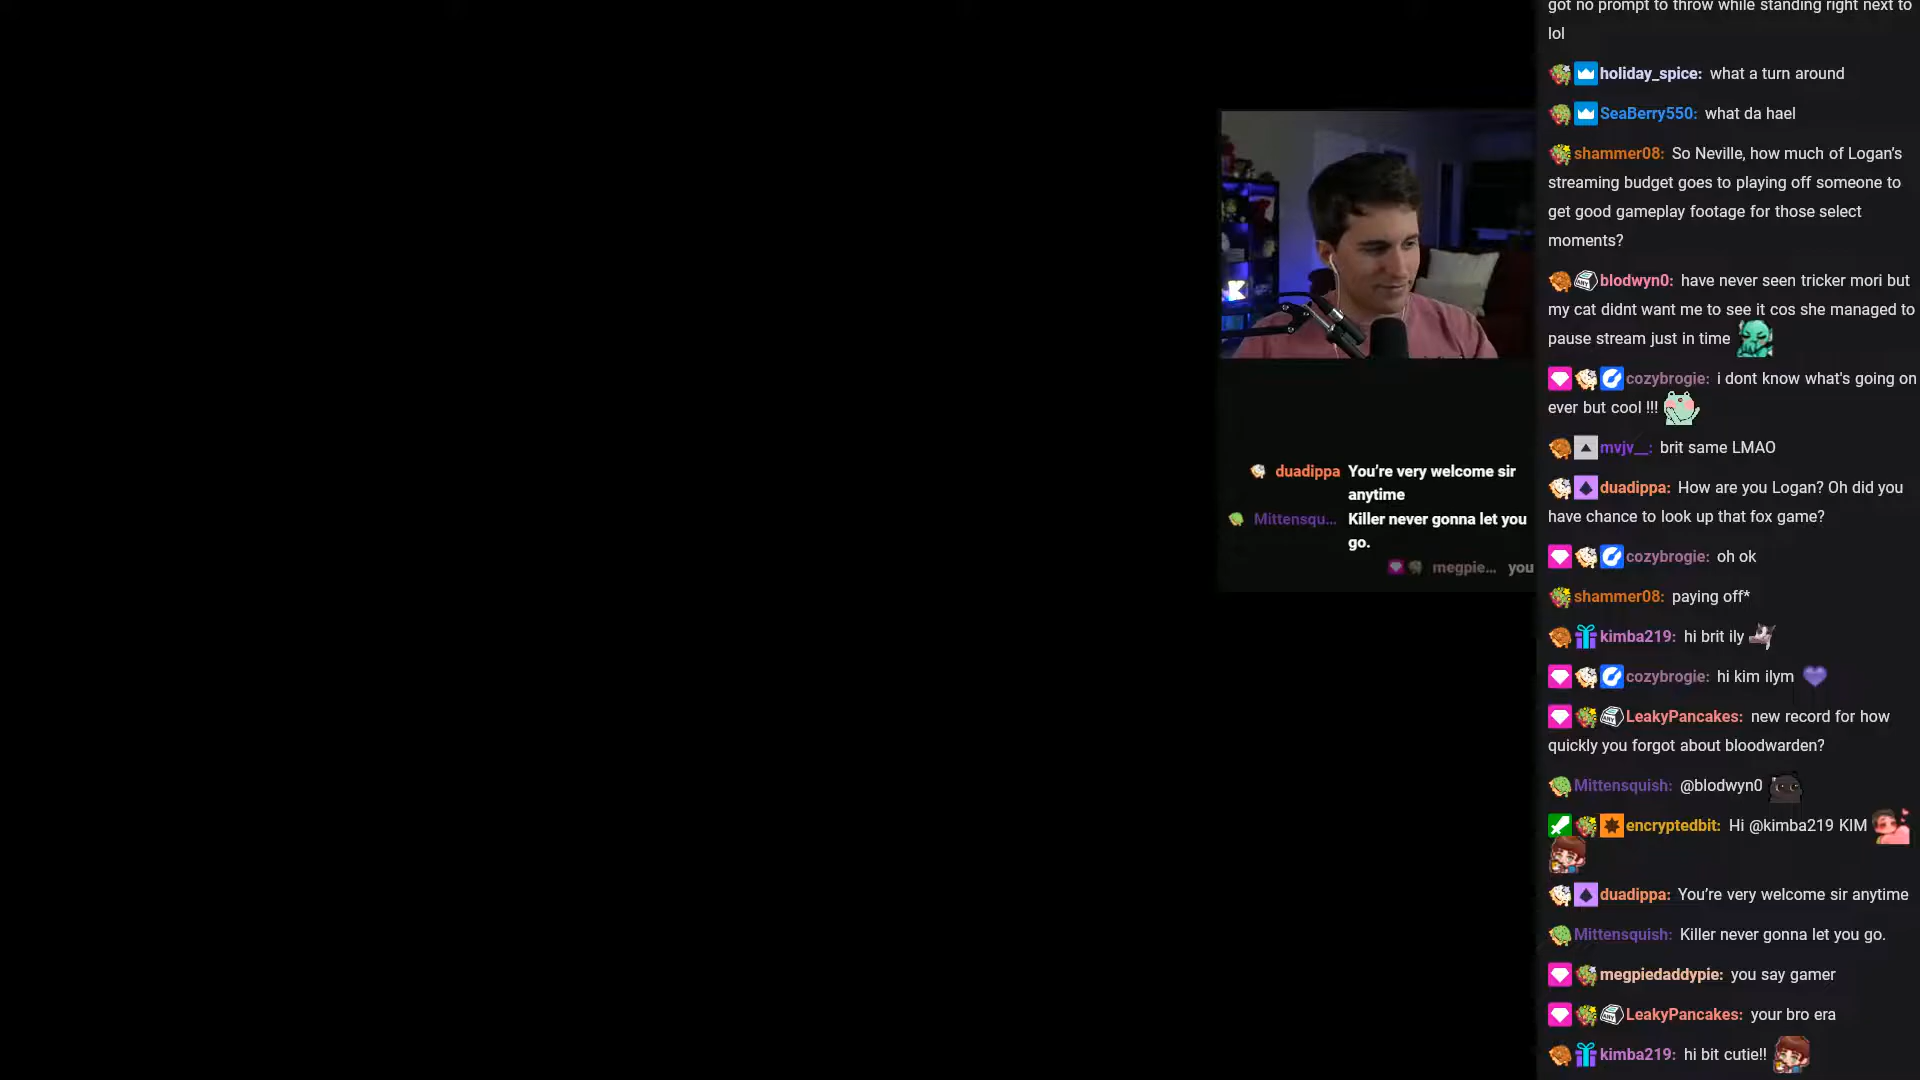 duadippa You’re very welcome sir
anytime
Mittensqu... Killer never gonna let you
go.
megpie... you
got no prompt to throw while standing right next to
lol
holiday_spice: what a turn around
SeaBerry550: what da hael
shammer08: So Neville, how much of Logan’s
streaming budget goes to playing off someone to
get good gameplay footage for those select
moments?
blodwyn0: have never seen tricker mori but
my cat didnt want me to see it cos she managed to
pause stream just in time
cozybrogie: i dont know what's going on
ever but cool !!!
mvjv__: brit same LMAO
duadippa: How are you Logan? Oh did you
have chance to look up that fox game?
cozybrogie: oh ok
shammer08: paying off*
kimba219: hi brit ily
cozybrogie: hi kim ilym
LeakyPancakes: new record for how
quickly you forgot about bloodwarden?
Mittensquish: @blodwyn0
encryptedbit: Hi @kimba219 KIM
duadippa: You’re very welcome sir anytime
Mittensquish: Killer never gonna let you go.
megpiedaddypie: you say gamer
LeakyPancakes: your bro era
kimba219: hi bit cutie!!